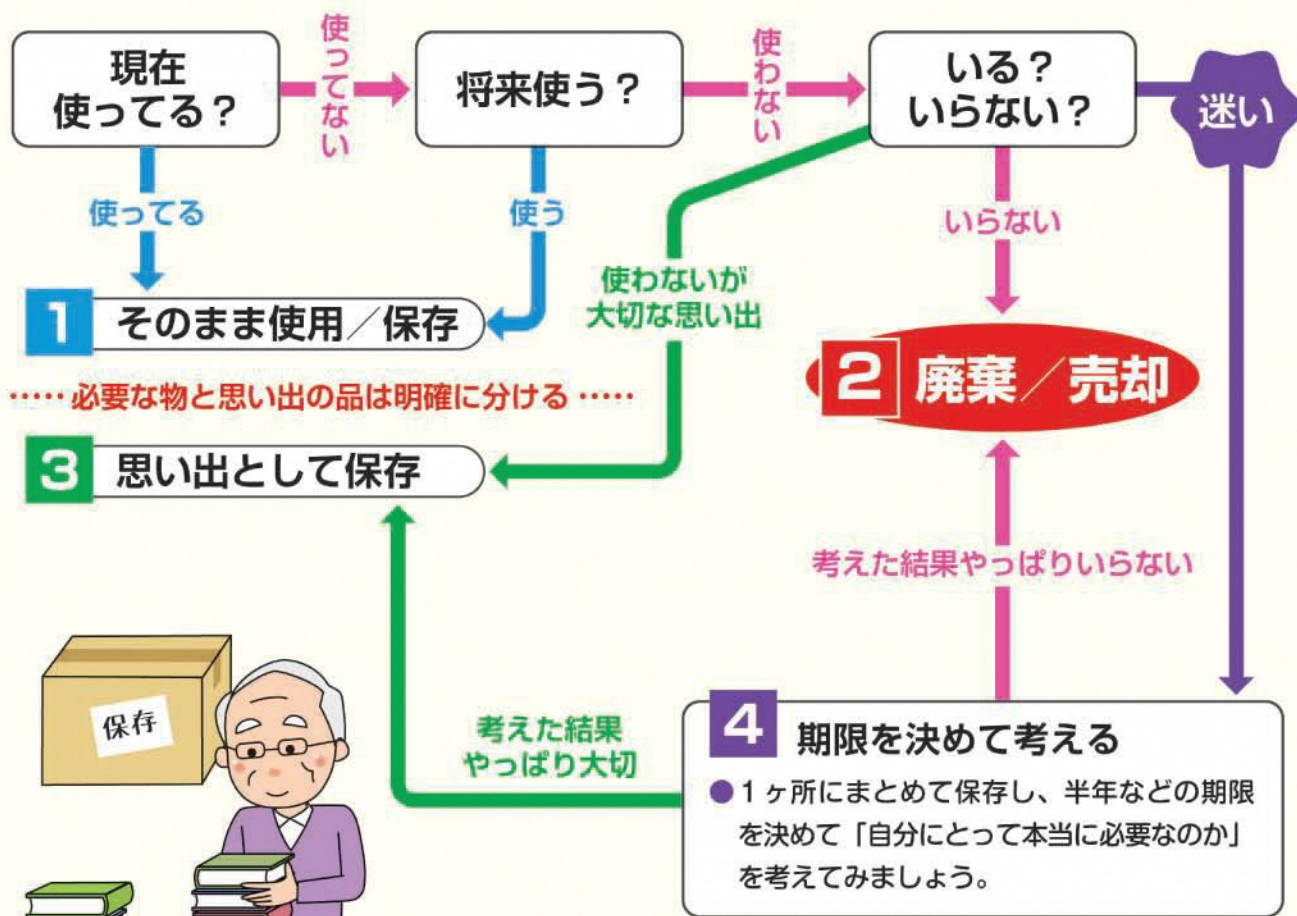 現在
使ってる？
使ってない
将来使う？
使わない
いる？
いらない？
迷い
使ってる
使う
いらない
使わないが
大切な思い出
1 そのまま使用／保存
2 廃棄／売却
…… 必要な物と思い出の品は明確に分ける ……
3 思い出として保存
考えた結果やっぱりいらない
保存
考えた結果
やっぱり大切
4 期限を決めて考える
●1ヶ所にまとめて保存し、半年などの期限
を決めて「自分にとって本当に必要なのか」
を考えてみましょう。